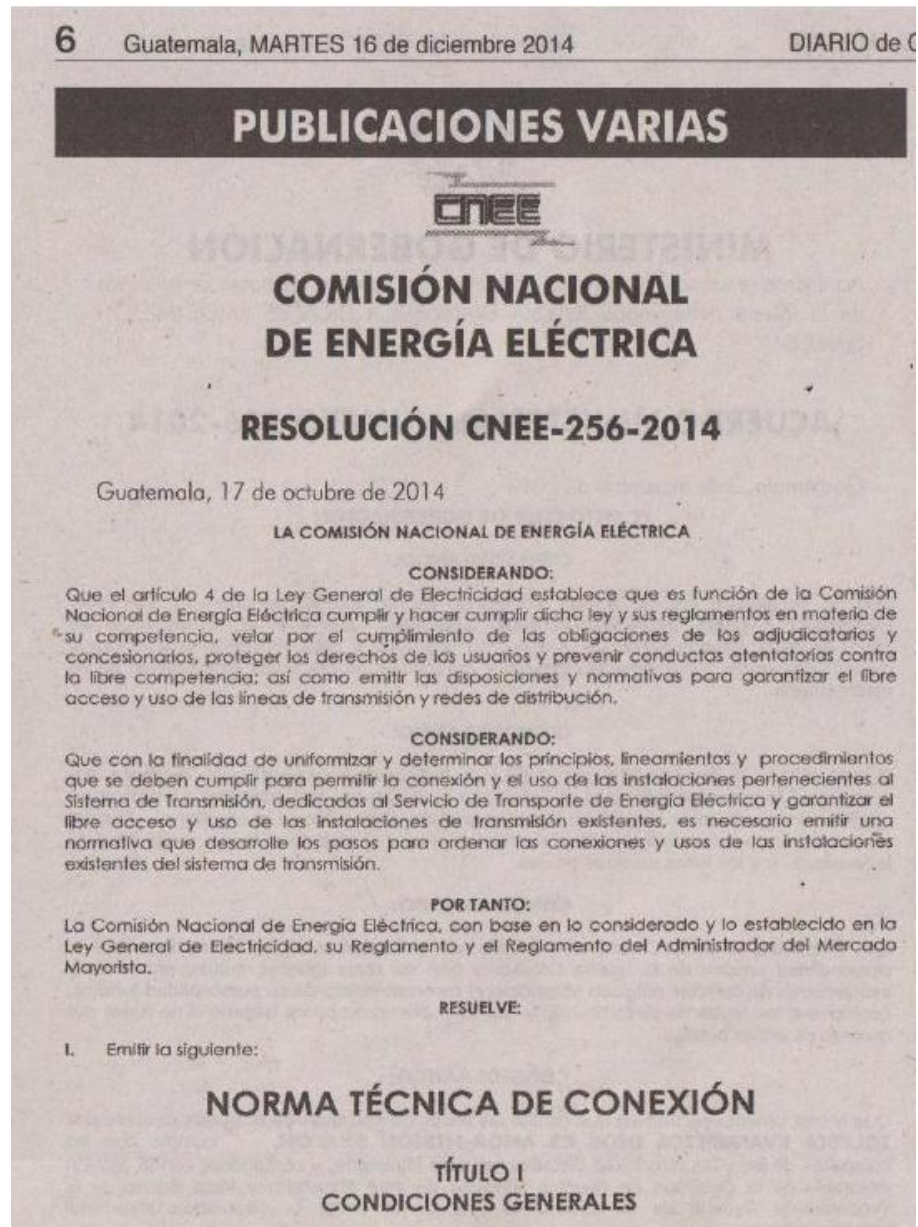 6 Guatemala, MARTES 16 de diciembre 2014 DIARIO de
PUBLICACIONES VARIAS
CNEE
COMISIÓN NACIONAL
DE ENERGÍA ELÉCTRICA
RESOLUCIÓN CNEE-256-2014
Guatemala, 17 de octubre de 2014
LA COMISIÓN NACIONAL DE ENERGÍA ELÉCTRICA
CONSIDERANDO:
Que el artículo 4 de la Ley General de Electricidad establece que es función de la Comisión
Nacional de Energía Eléctrica cumplir y hacer cumplir dicha ley y sus reglamentos en materia de
su competencia, velar por el cumplimiento de las obligaciones de los adjudicatarios y
concesionarios, proteger los derechos de los usuarios y prevenir conductas atentatorias contra
la libre competencia; así como emitir las disposiciones y normativas para garantizar el libre
acceso y uso de las líneas de transmisión y redes de distribución.
CONSIDERANDO:
Que con la finalidad de uniformizar y determinar los principios, lineamientos y procedimientos
que se deben cumplir para permitir la conexión y el uso de las instalaciones pertenecientes al
Sistema de Transmisión, dedicadas al Servicio de Transporte de Energía Eléctrica y garantizar el
libre acceso y uso de las instalaciones de transmisión existentes, es necesario emitir una
normativa que desarrolle los pasos para ordenar las conexiones y usos de las instalaciones
existentes del sistema de transmisión.
POR TANTO:
La Comisión Nacional de Energía Eléctrica, con base en lo considerado y lo establecido en la
Ley General de Electricidad, su Reglamento y el Reglamento del Administrador del Mercado
Mayorista.
RESUELVE:
I. Emitir la siguiente:
NORMA TÉCNICA DE CONEXIÓN
TÍTULO I
CONDICIONES GENERALES